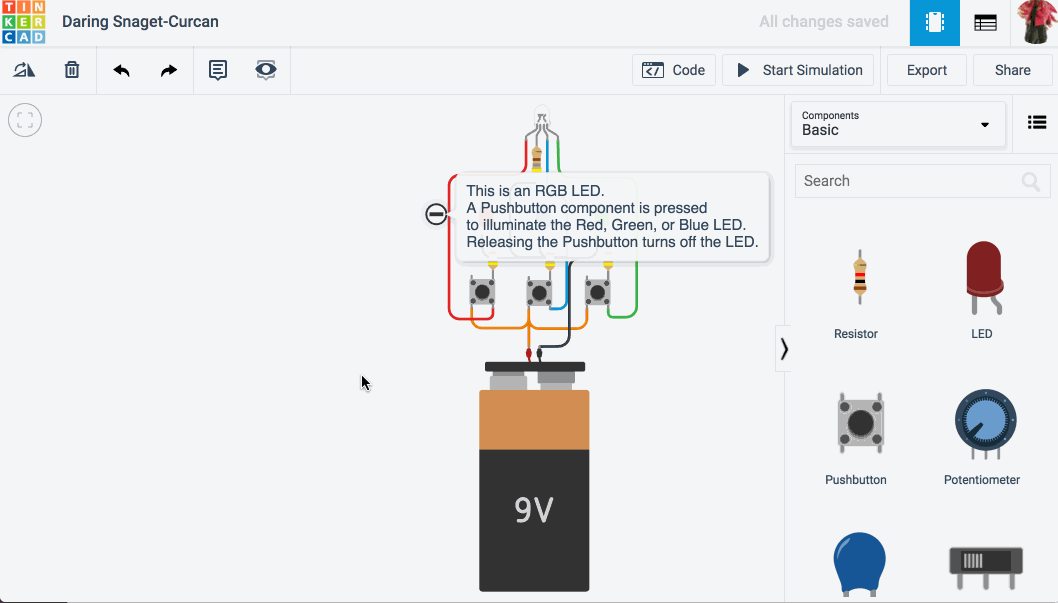 TIN
KER
CAD
Daring Snaget-Curcan
All changes saved
Code
Start Simulation
Export
Share
Components
Basic
Search
This is an RGB LED.
A Pushbutton component is pressed
to illuminate the Red, Green, or Blue LED.
Releasing the Pushbutton turns off the LED.
Resistor
LED
9V
Pushbutton
Potentiometer